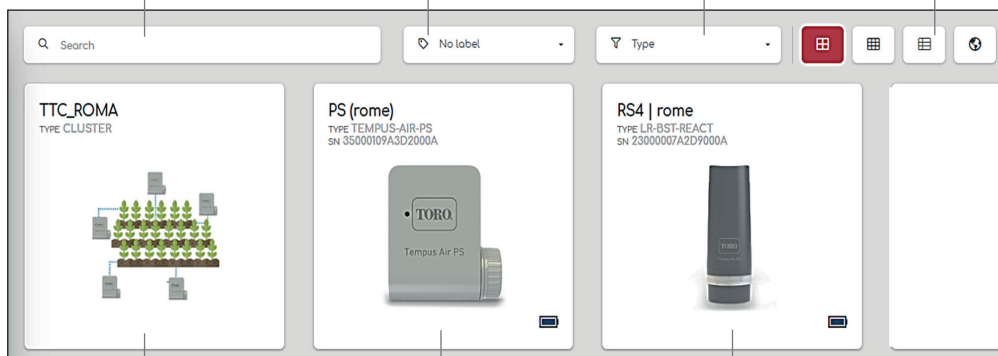 Search
No label
Type
TTC_ROMA
TYPE CLUSTER
PS (rome)
TYPE TEMPUS-AIR-PS
SN 35000109A3D2000A
TORO
Tempus Air PS
RS4 | rome
TYPE LR-BST-REACT
SN 23000007A2D9000A
TORO